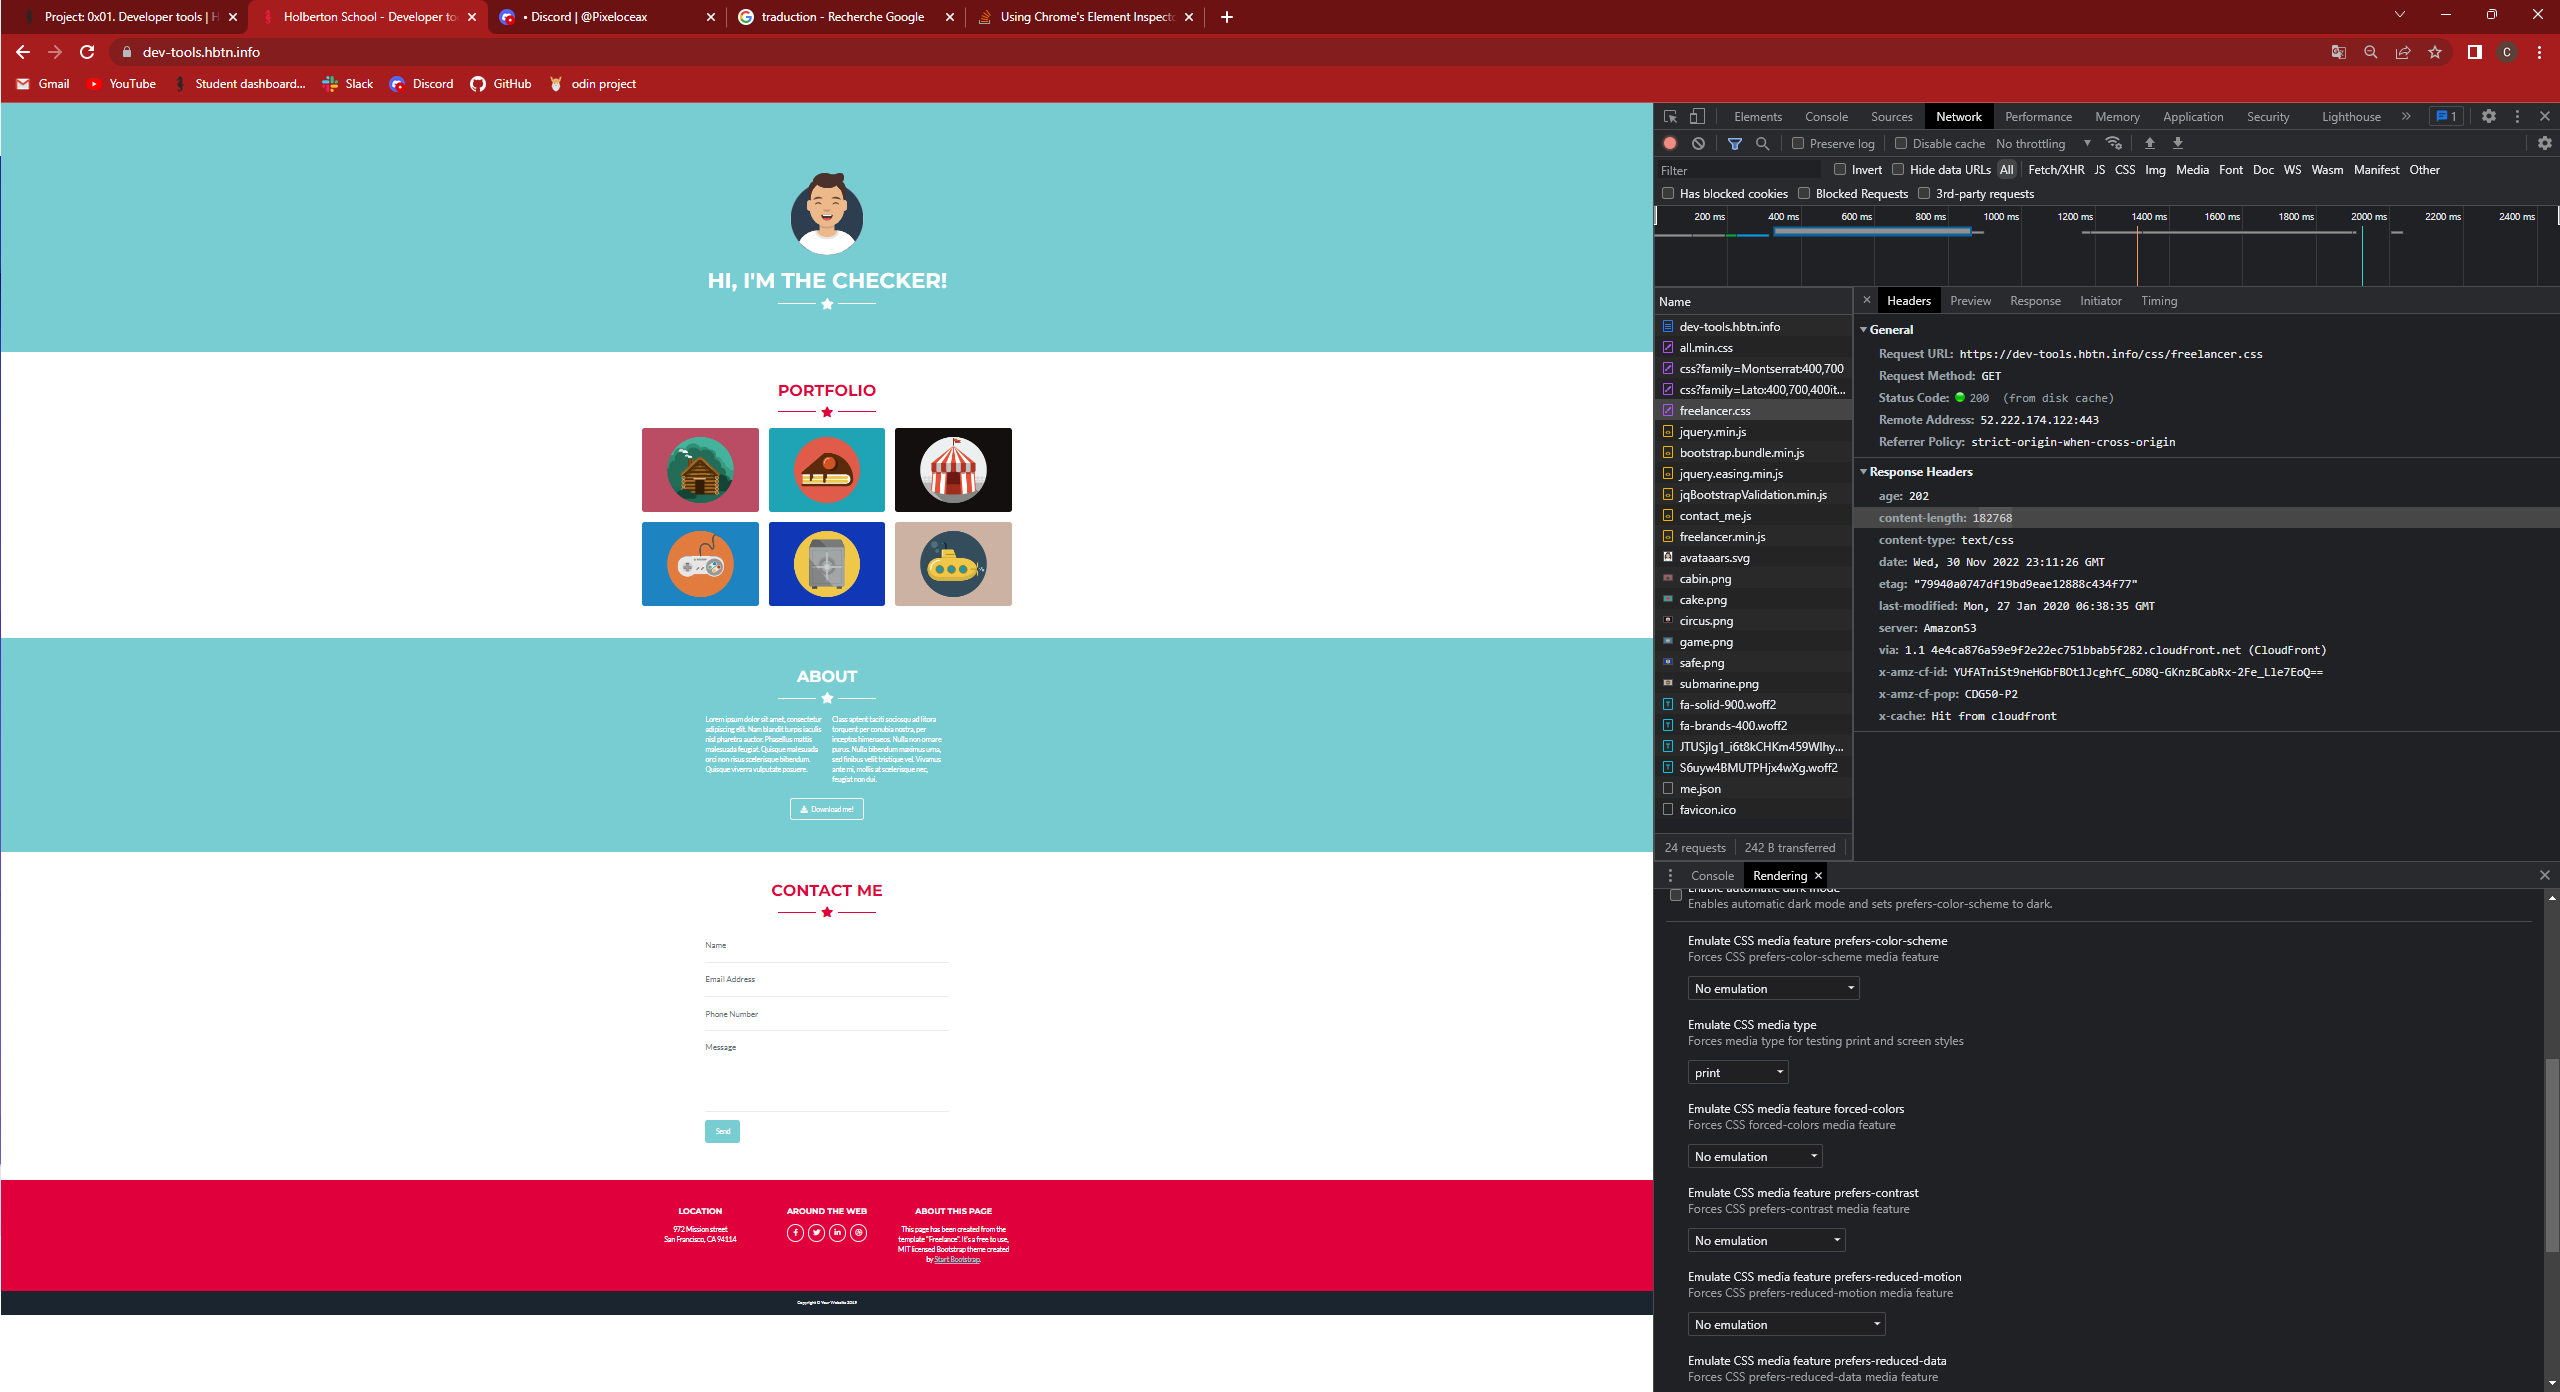 Project: 0x01. Developer tools | H
Holberton School - Developer to
• Discord | @Pixeloceax
traduction - Recherche Google
Using Chrome's Element Inspect
dev-tools.hbtn.info
C
Gmail
YouTube
Student dashboard...
Slack
Discord
GitHub
odin project
HI, I'M THE CHECKER!
PORTFOLIO
ABOUT
Lorem ipsum dolor sit amet, consectetur
adipiscing elit. Nam blandit turpis iaculis
nisl pharetra auctor. Phasellus mattis
malesuada feugiat. Quisque malesuada
orci non risus scelerisque bibendum.
Quisque viverra vulputate posuere.
Class aptent taciti sociosqu ad litora
torquent per conubia nostra, per
inceptos himenaeos. Nulla non ornare
purus. Nulla bibendum maximus urna,
sed finibus velit tristique vel. Vivamus
ante mi, mollis at scelerisque nec,
feugiat non dui.
Download me!
CONTACT ME
Name
Email Address
Phone Number
Message
Send
LOCATION
972 Mission street
San Francisco, CA 94114
AROUND THE WEB
ABOUT THIS PAGE
This page has been created from the
template "Freelance". It's a free to use,
MIT licensed Bootstrap theme created
by Start Bootstrap.
Copyright © Your Website 2019
Elements Console Sources Network Performance Memory Application Security Lighthouse » 1
Preserve log Disable cache No throttling
Filter Invert Hide data URLs All Fetch/XHR JS CSS Img Media Font Doc WS Wasm Manifest Other
Has blocked cookies Blocked Requests 3rd-party requests
200 ms 400 ms 600 ms 800 ms 1000 ms 1200 ms 1400 ms 1600 ms 1800 ms 2000 ms 2200 ms 2400 ms
Name
dev-tools.hbtn.info
all.min.css
css?family=Montserrat:400,700
css?family=Lato:400,700,400it...
freelancer.css
jquery.min.js
bootstrap.bundle.min.js
jquery.easing.min.js
jqBootstrapValidation.min.js
contact_me.js
freelancer.min.js
avataaars.svg
cabin.png
cake.png
circus.png
game.png
safe.png
submarine.png
fa-solid-900.woff2
fa-brands-400.woff2
JTUSjIg1_i6t8kCHKm459Wlhy...
S6uyw4BMUTPHjx4wXg.woff2
me.json
favicon.ico
24 requests 242 B transferred
Headers Preview Response Initiator Timing
General
Request URL: https://dev-tools.hbtn.info/css/freelancer.css
Request Method: GET
Status Code: 200 (from disk cache)
Remote Address: 52.222.174.122:443
Referrer Policy: strict-origin-when-cross-origin
Response Headers
age: 202
content-length: 182768
content-type: text/css
date: Wed, 30 Nov 2022 23:11:26 GMT
etag: "79940a0747df19bd9eae12888c434f77"
last-modified: Mon, 27 Jan 2020 06:38:35 GMT
server: AmazonS3
via: 1.1 4e4ca876a59e9f2e22ec751bbab5f282.cloudfront.net (CloudFront)
x-amz-cf-id: YUfATniSt9neHGbFBOt1JcghfC_6D8Q-GKnzBCabRx-2Fe_Lle7EoQ==
x-amz-cf-pop: CDG50-P2
x-cache: Hit from cloudfront
Console Rendering
Enable automatic dark mode
Enables automatic dark mode and sets prefers-color-scheme to dark.
Emulate CSS media feature prefers-color-scheme
Forces CSS prefers-color-scheme media feature
No emulation
Emulate CSS media type
Forces media type for testing print and screen styles
print
Emulate CSS media feature forced-colors
Forces CSS forced-colors media feature
No emulation
Emulate CSS media feature prefers-contrast
Forces CSS prefers-contrast media feature
No emulation
Emulate CSS media feature prefers-reduced-motion
Forces CSS prefers-reduced-motion media feature
No emulation
Emulate CSS media feature prefers-reduced-data
Forces CSS prefers-reduced-data media feature